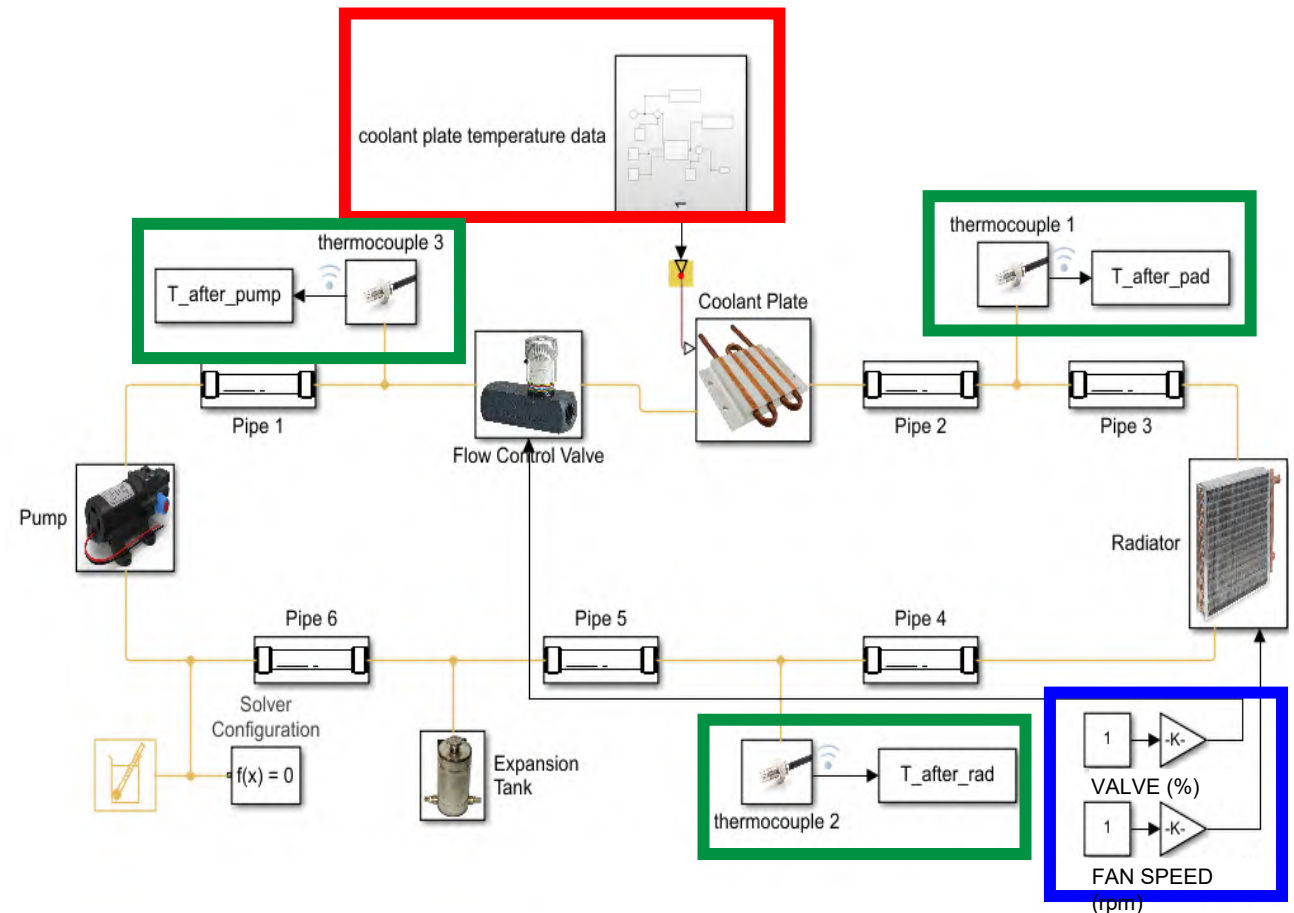 coolant plate temperature data
thermocouple 3
T_after_pump
thermocouple 1
T_after_pad
Coolant Plate
Pipe 1
Flow Control Valve
Pipe 2
Pipe 3
Pump
Radiator
Pipe 6
Pipe 5
Pipe 4
Solver
Configuration
f(x) = 0
Expansion
Tank
thermocouple 2
T_after_rad
1
-K-
VALVE (%)
1
-K-
FAN SPEED
(rpm)